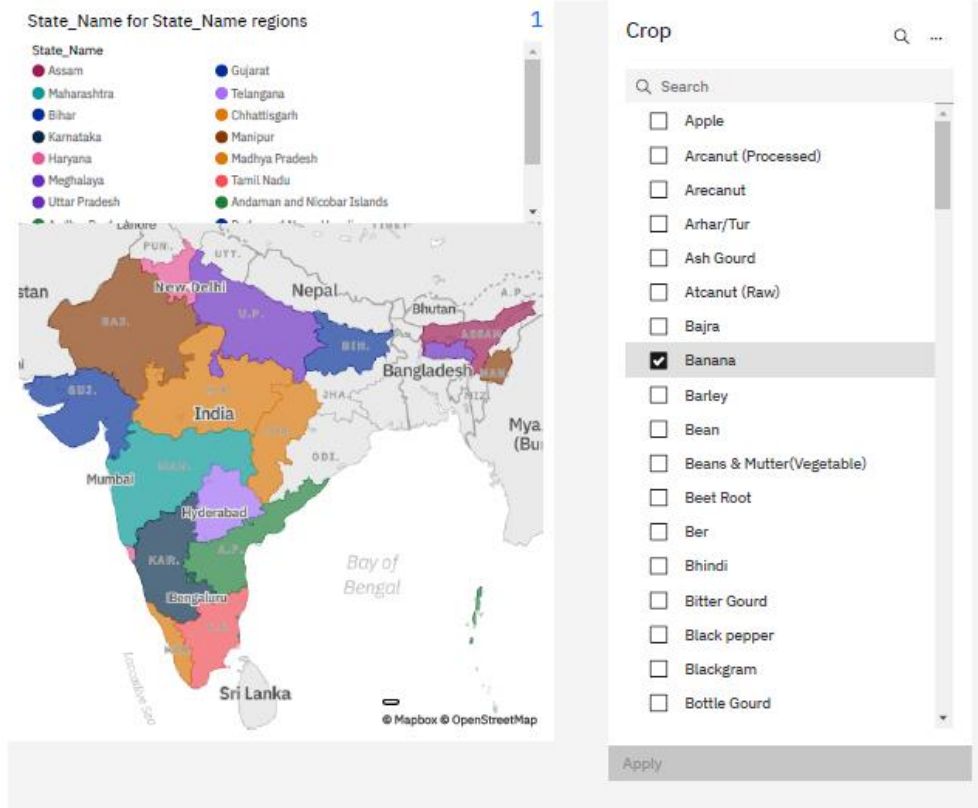 State_Name for State_Name regions
1
State_Name
Assam
Gujarat
Maharashtra
Telangana
Bihar
Chhattisgarh
Karnataka
Manipur
Haryana
Madhya Pradesh
Meghalaya
Tamil Nadu
Uttar Pradesh
Andaman and Nicobar Islands
Lahore
PUN.
UTT.
stan
New Delhi
Nepal
A.P.
RAJ.
U.P.
Bhutan
ASSAM
BIH.
GUJ.
Bangladesh
MAN.
India
JHA.
MIZ.
Mya
(Bu
ODI.
Mumbai
MAH.
Hyderabad
A.P.
KAR.
Bay of
Bengal
Bengaluru
Sri Lanka
© Mapbox © OpenStreetMap
Crop
...
Search
Apple
Arcanut (Processed)
Arecanut
Arhar/Tur
Ash Gourd
Atcanut (Raw)
Bajra
Banana
Barley
Bean
Beans & Mutter(Vegetable)
Beet Root
Ber
Bhindi
Bitter Gourd
Black pepper
Blackgram
Bottle Gourd
Apply